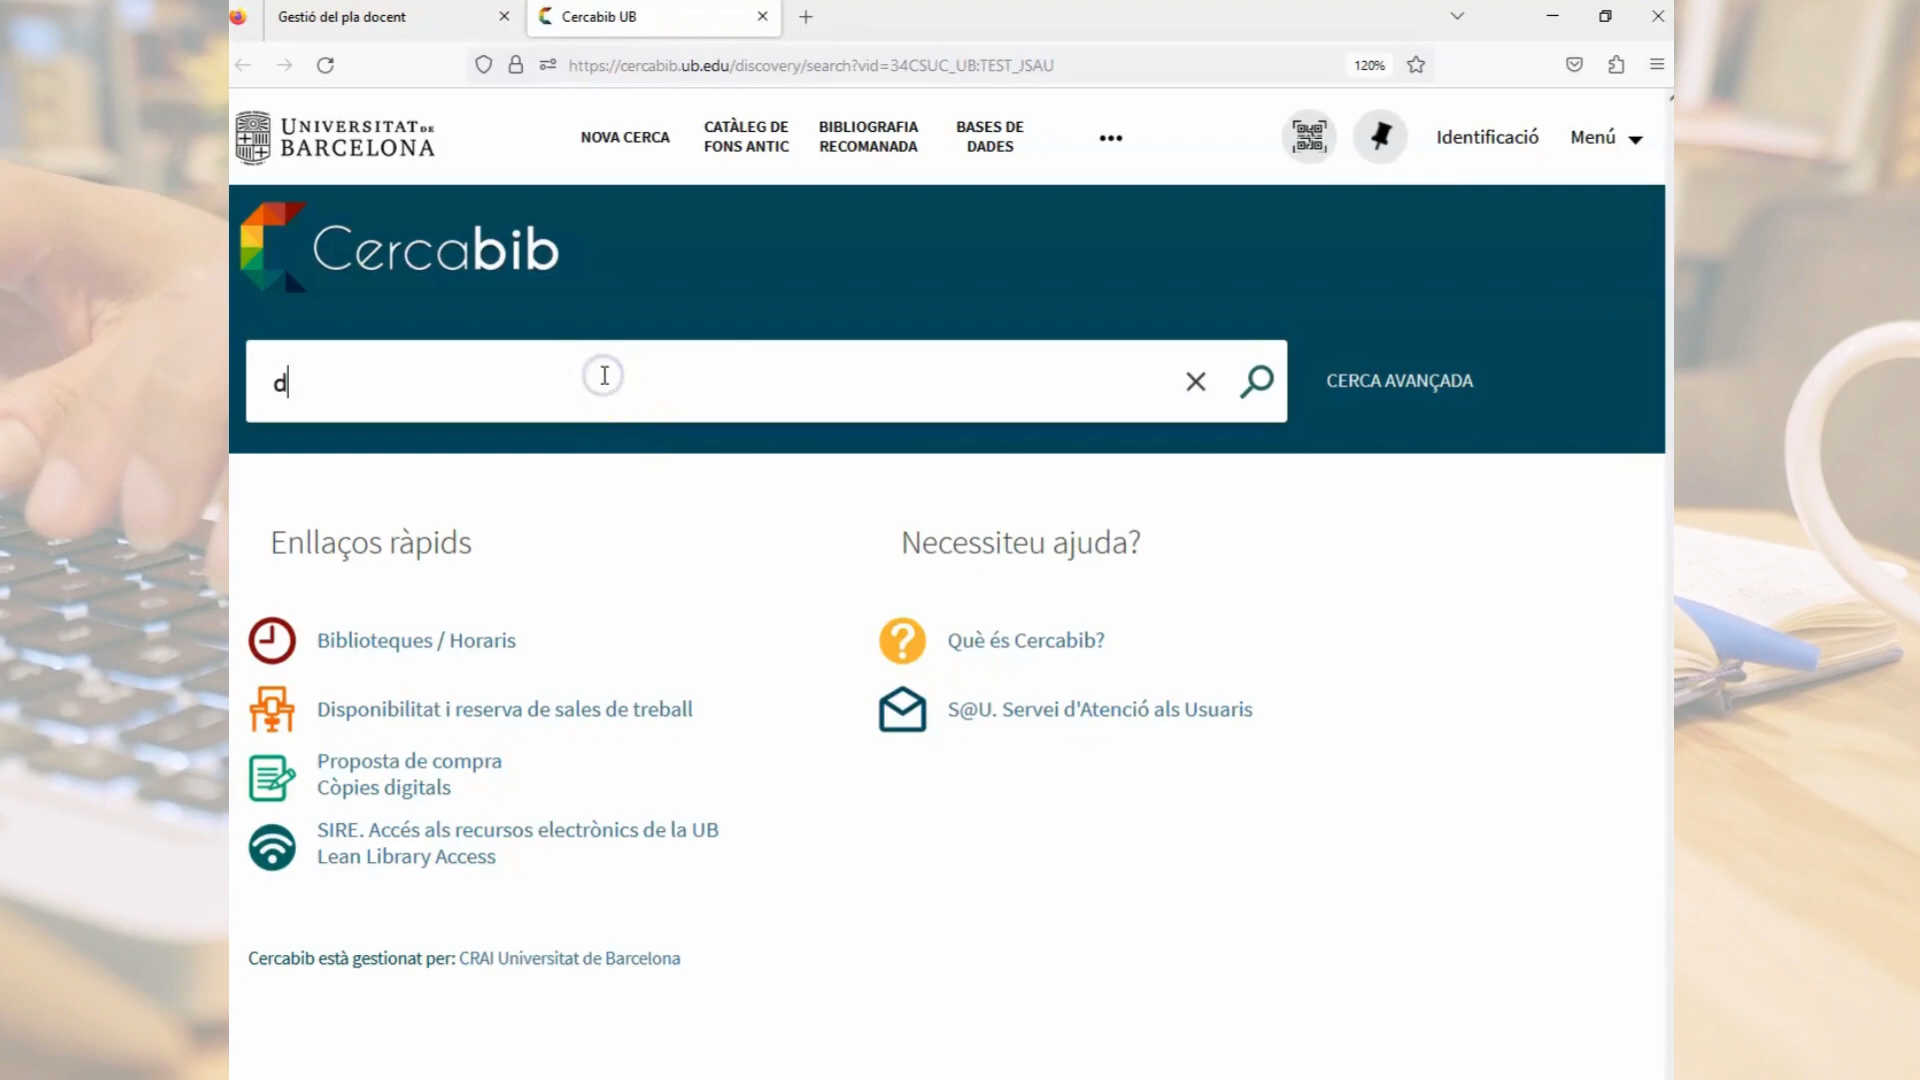 Gestió del pla docent
Cercabib UB
https://cercabib.ub.edu/discovery/search?vid=34CSUC_UB:TEST_JSAU
120%
UNIVERSITAT DE
BARCELONA
NOVA CERCA
CATÀLEG DE
FONS ANTIC
BIBLIOGRAFIA
RECOMANADA
BASES DE
DADES
Identificació
Menú
Cercabib
d
CERCA AVANÇADA
Enllaços ràpids
Biblioteques / Horaris
Disponibilitat i reserva de sales de treball
Proposta de compra
Còpies digitals
SIRE. Accés als recursos electrònics de la UB
Lean Library Access
Necessiteu ajuda?
Què és Cercabib?
S@U. Servei d'Atenció als Usuaris
Cercabib està gestionat per: CRAI Universitat de Barcelona